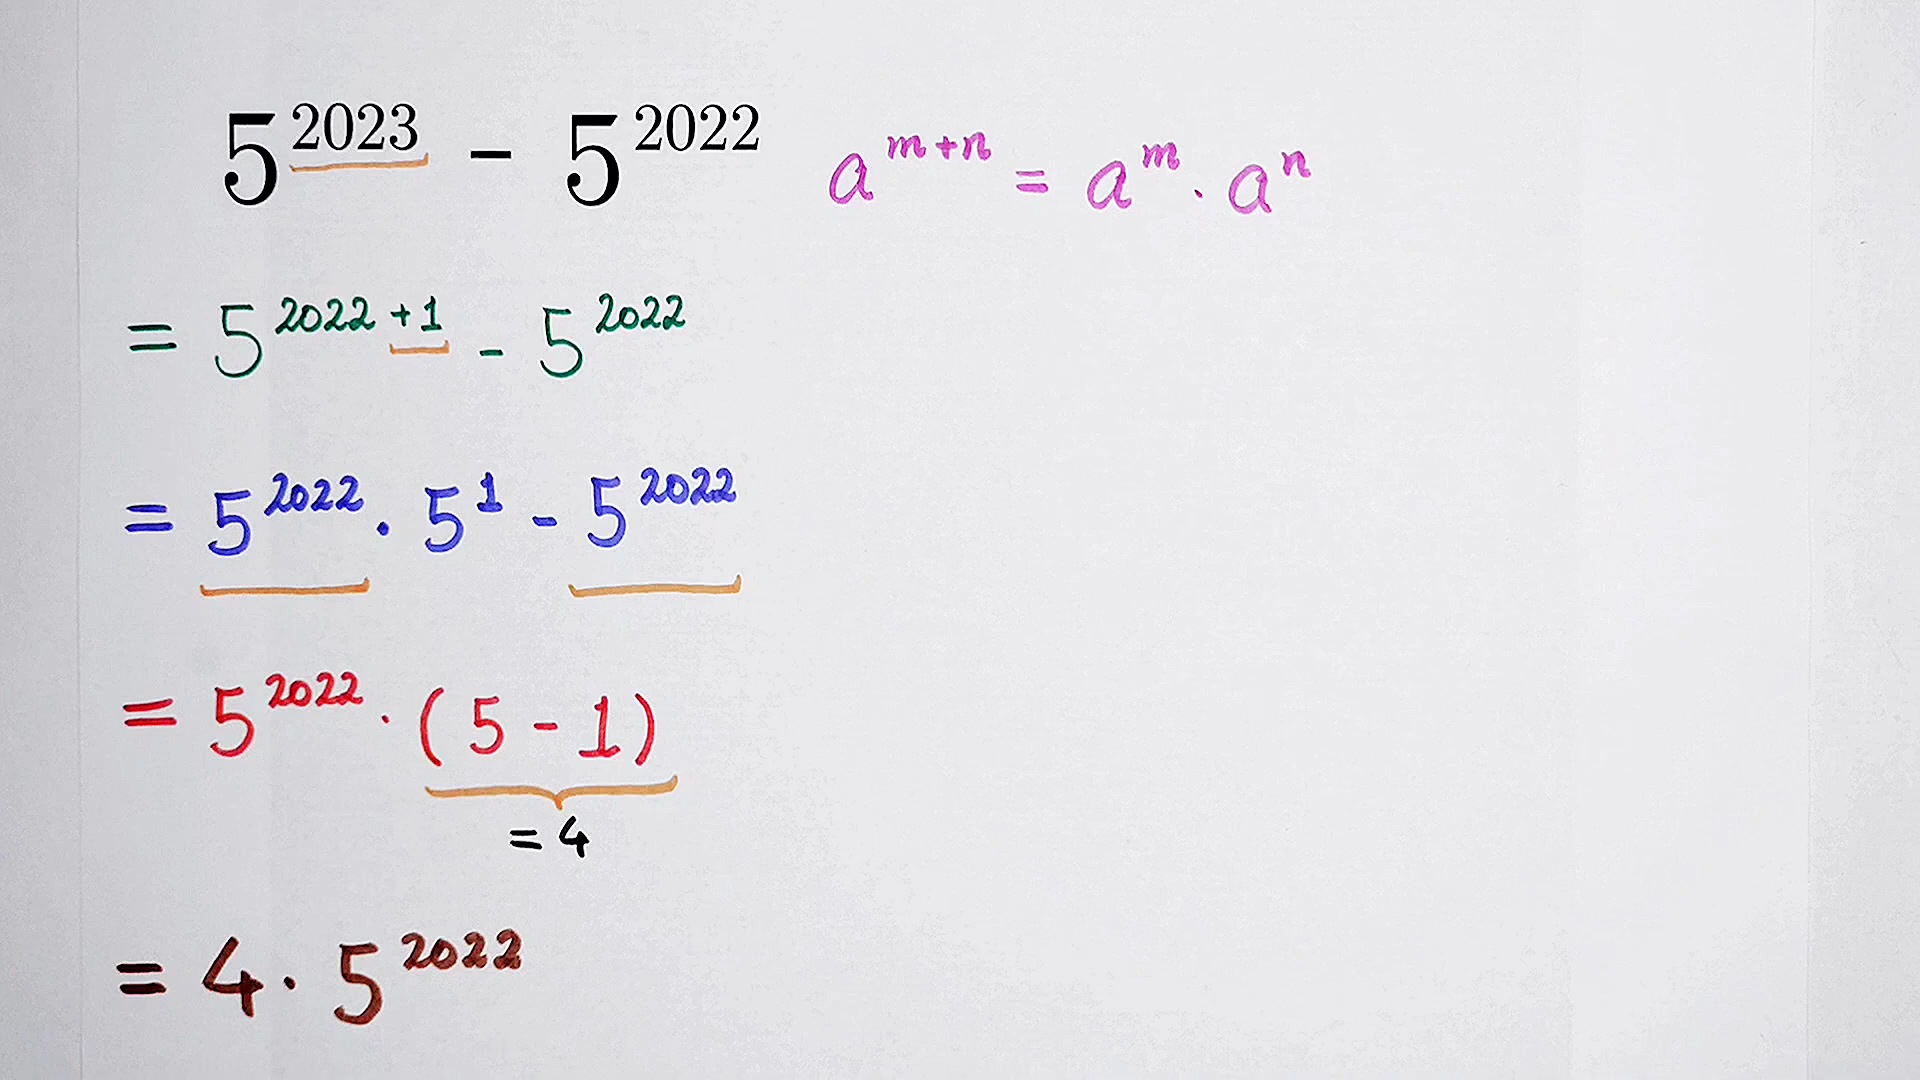 5^2023 - 5^2022 a^m+n = a^m · a^n
= 5^2022+1 - 5^2022
= 5^2022 · 5^1 - 5^2022
= 5^2022 · (5 - 1)
= 4
= 4 · 5^2022